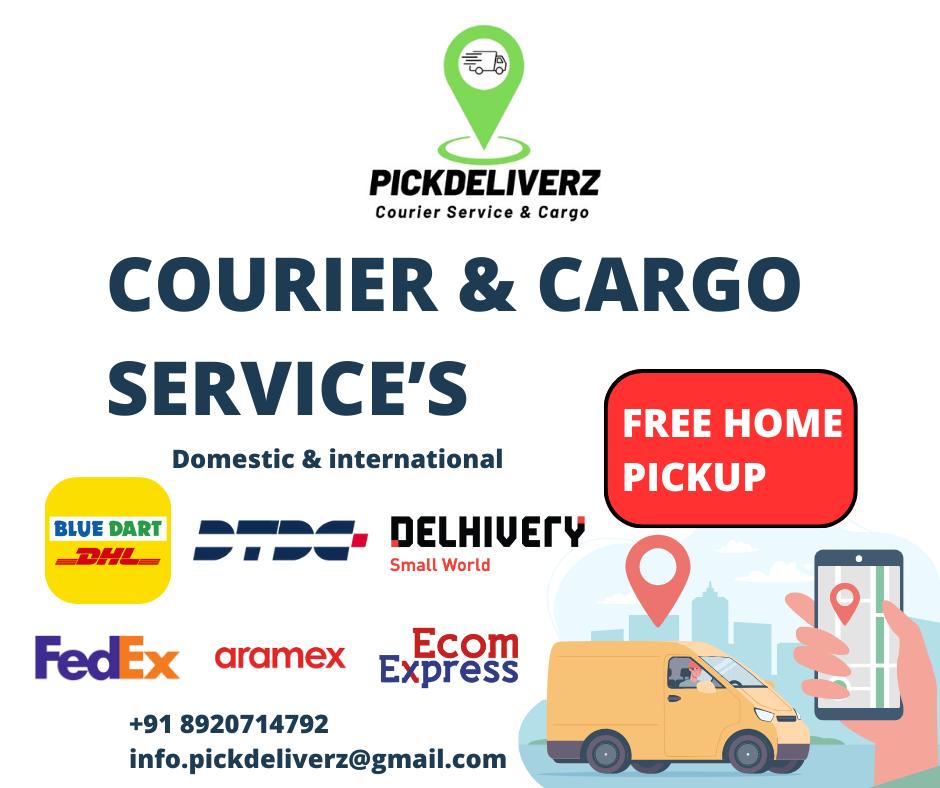 PICKDELIVERZ
Courier Service & Cargo
COURIER & CARGO
SERVICE’S
Domestic & international
FREE HOME
PICKUP
BLUE DART
DHL
DTDC
DELHIVERY
Small World
FedEx
aramex
Ecom
Express
+91 8920714792
info.pickdeliverz@gmail.com